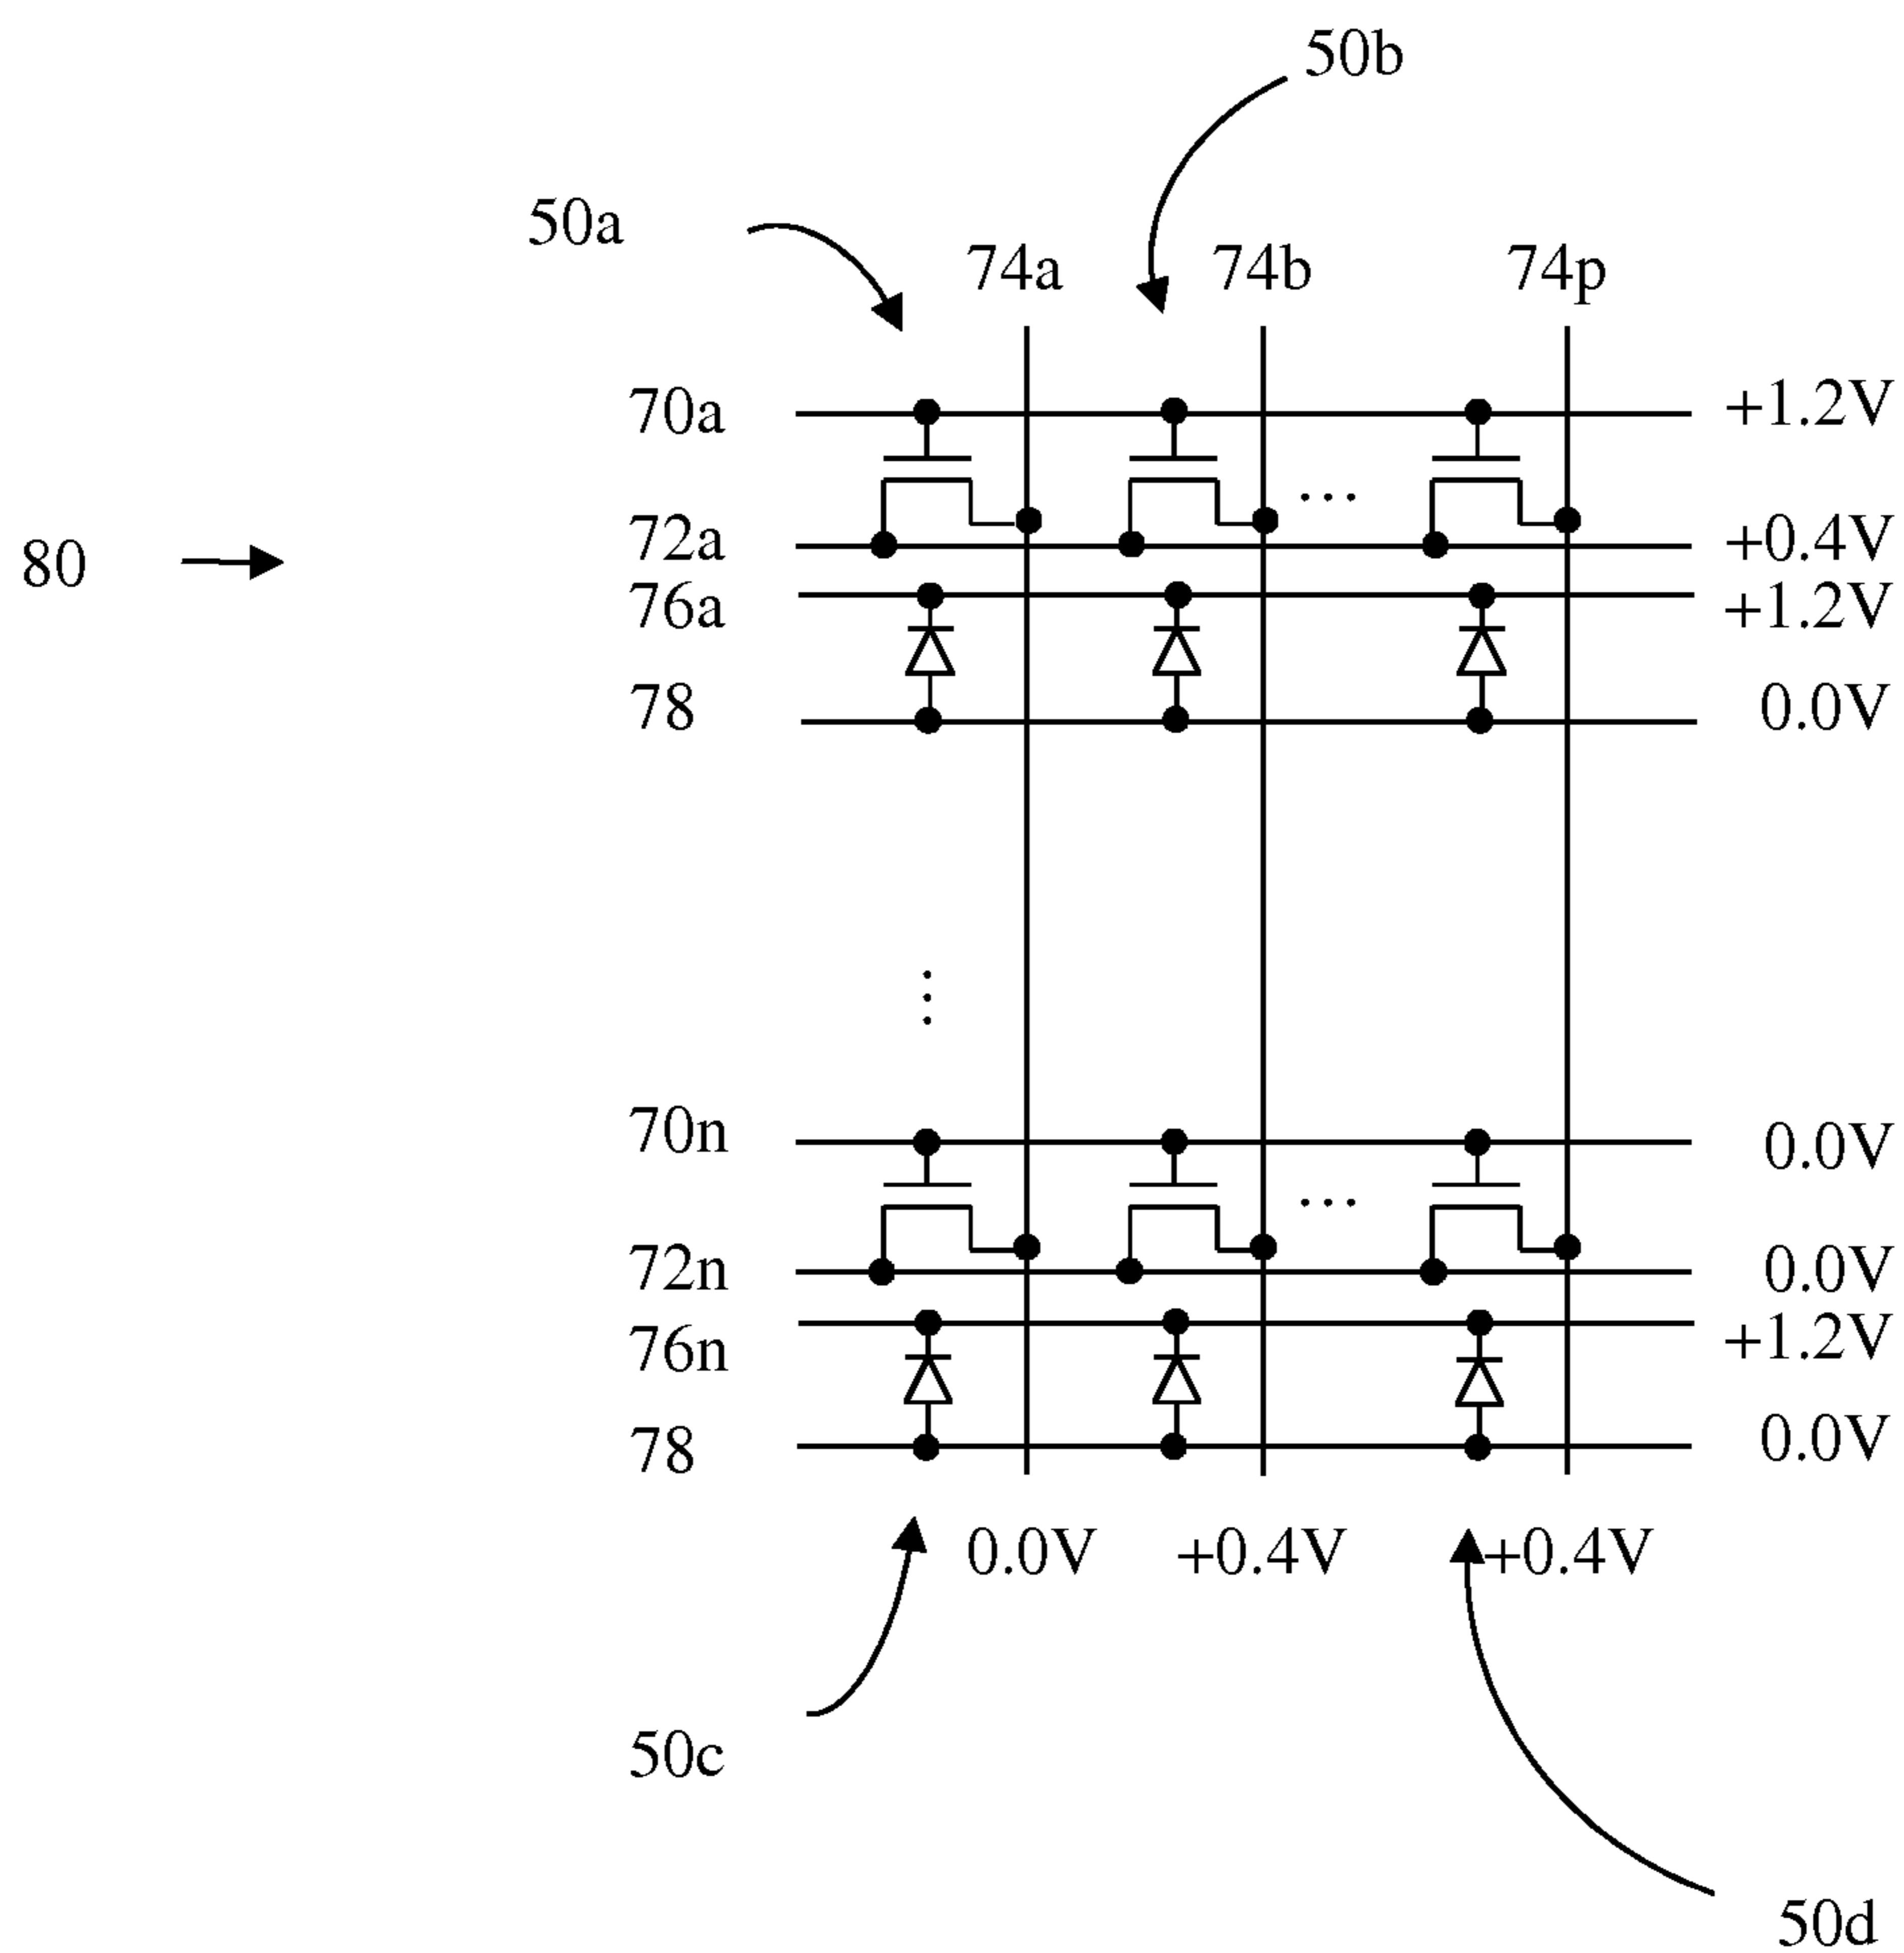 50b
50a
74a 74b 74p
70a +1.2V
...
72a +0.4V
80
76a +1.2V
78 0.0V
70n 0.0V
...
72n 0.0V
76n +1.2V
78 0.0V
0.0V +0.4V +0.4V
50c
50d